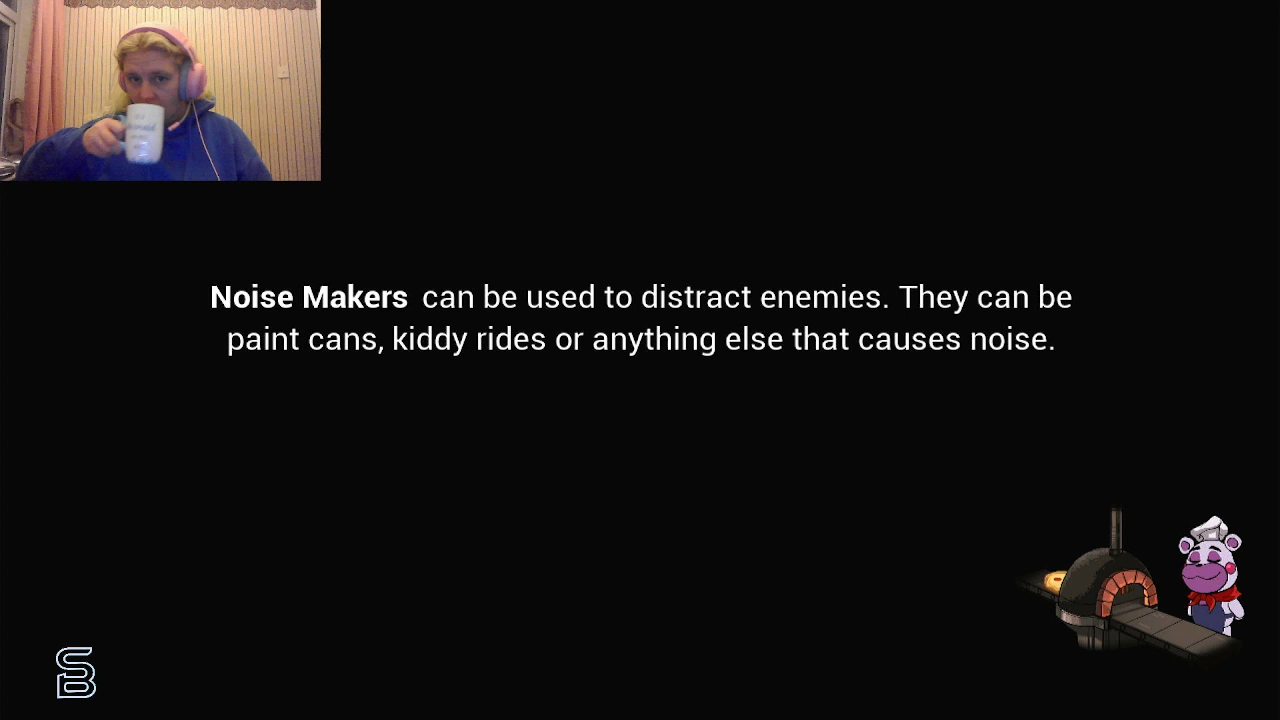 Noise Makers can be used to distract enemies. They can be
paint cans, kiddy rides or anything else that causes noise.
SB